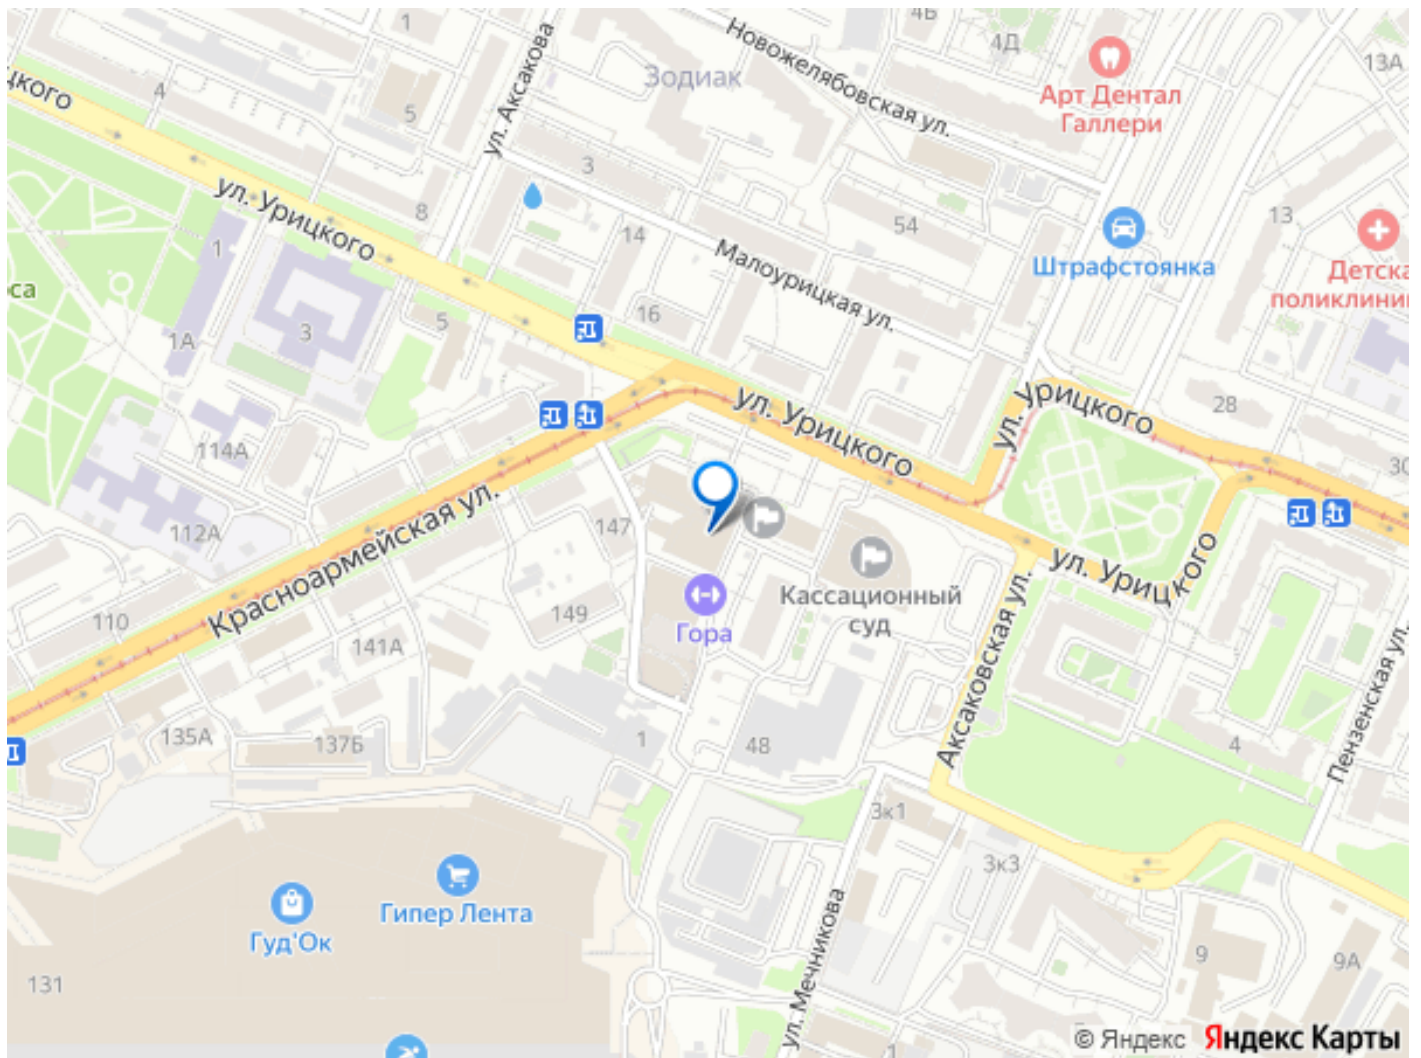 1
4Б
4Д
13А
Новожелябовская ул.
ул. Аксакова
Зодиак
Арт Дентал
Галлери
4
5
3
8
14
54
13
ул. Урицкого
Малоурицкая ул.
Штрафстоянка
Детска
поликлини
1
са
16
3
5
1А
ул. Урицкого
ул. Урицкого
28
30
114А
112А
147
Красноармейская ул.
ул. Урицкого
Кассационный
суд
Гора
149
110
141А
Аксаковская ул.
Пензенская ул.
135А
137Б
1
48
4
3к1
3к3
Гипер Лента
Гуд'Ок
131
ул. Мечникова
9
9А
1
© Яндекс Яндекс Карты